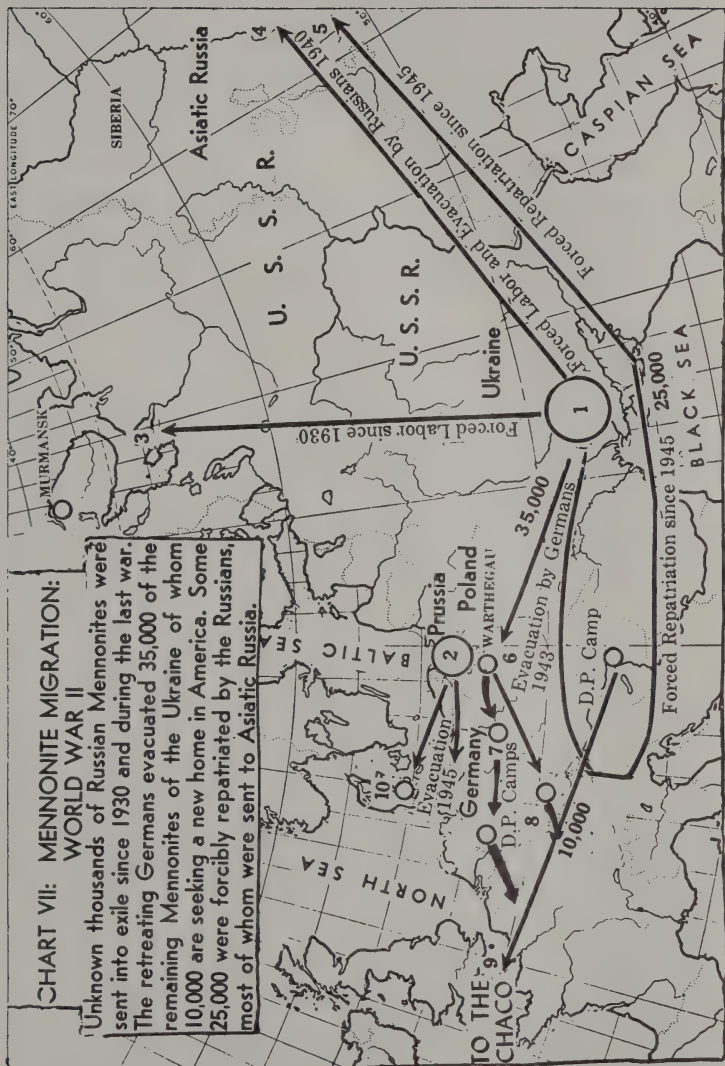 CHART VII: MENNONITE MIGRATION:
WORLD WAR II
Unknown thousands of Russian Mennonites were
sent into exile since 1930 and during the last war.
The retreating Germans evacuated 35,000 of the
remaining Mennonites of the Ukraine of whom
10,000 are seeking a new home in America. Some
25,000 were forcibly repatriated by the Russians,
most of whom were sent to Asiatic Russia.
40°
50°
60°
EAST LONGITUDE 70°
60°
50°
40°
MURMANSK
3
SIBERIA
Asiatic Russia
(4
5
U. S. S. R.
U. S. S. R.
Ukraine
Forced Labor since 1930
Forced Labor and Evacuation by Russians 1940
Forced Repatriation since 1945
CASPIAN SEA
1
BALTIC SEA
NORTH SEA
10?
Evacuation
1945
2
Prussia
Poland
WARTHEGAU
6
35,000
Evacuation by Germans
1943
Germany
7
D.P. Camps
8
D.P. Camp
10,000
TO THE
CHACO
9
Forced Repatriation since 1945
25,000
BLACK SEA